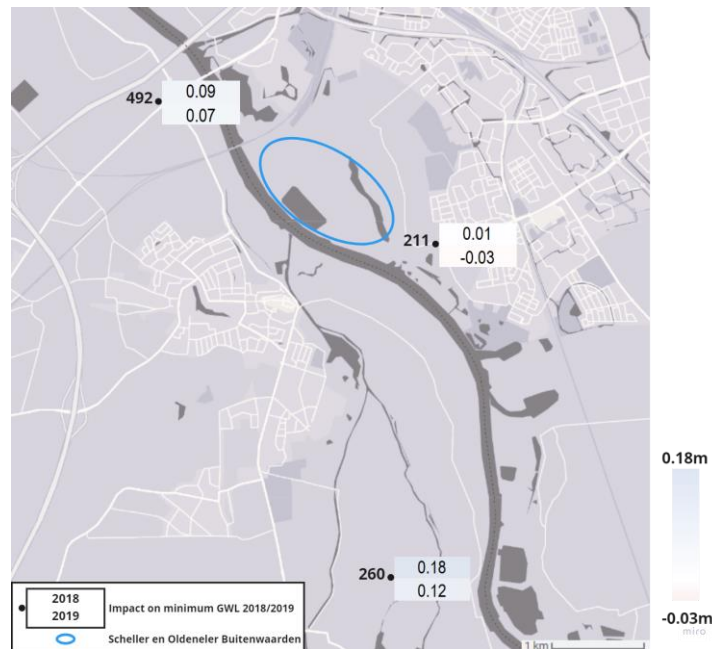 492
0.09
0.07
211
0.01
-0.03
0.18m
260
0.18
0.12
-0.03m
miro
2018
2019
Impact on minimum GWL 2018/2019
Scheller en Oldeneler Buitenwaarden
1 km